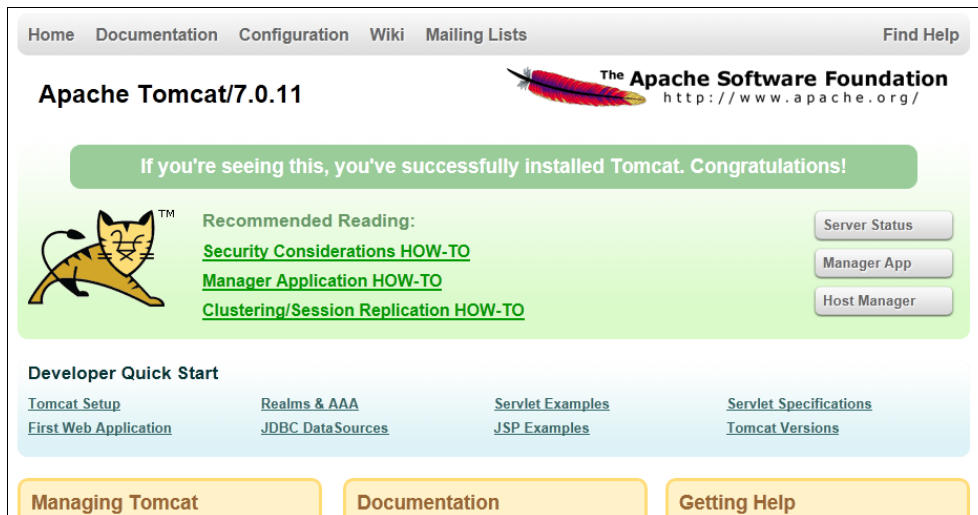 Home Documentation Configuration Wiki Mailing Lists Find Help
Apache Tomcat/7.0.11
The Apache Software Foundation
http://www.apache.org/
If you're seeing this, you've successfully installed Tomcat. Congratulations!
TM
Recommended Reading:
Security Considerations HOW-TO
Manager Application HOW-TO
Clustering/Session Replication HOW-TO
Server Status
Manager App
Host Manager
Developer Quick Start
Tomcat Setup Realms & AAA Servlet Examples Servlet Specifications
First Web Application JDBC DataSources JSP Examples Tomcat Versions
Managing Tomcat Documentation Getting Help